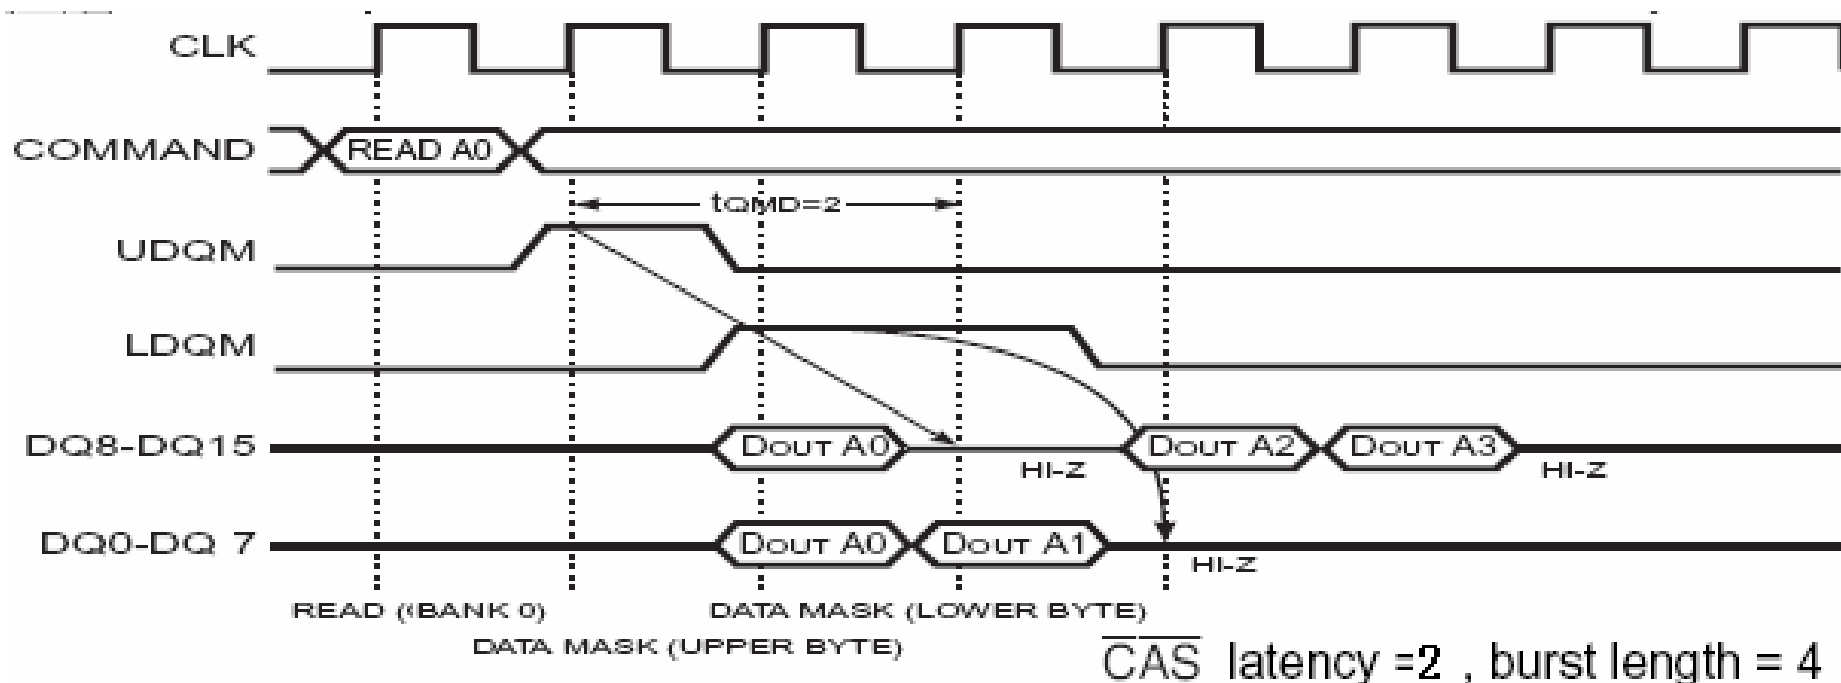 CLK
COMMAND READ A0
tQMD=2
UDQM
LDQM
DQ8-DQ15 DOUT A0 HI-Z DOUT A2 DOUT A3 HI-Z
DQ0-DQ 7 DOUT A0 DOUT A1 HI-Z
READ (BANK 0) DATA MASK (LOWER BYTE)
DATA MASK (UPPER BYTE)
CAS latency =2 , burst length = 4